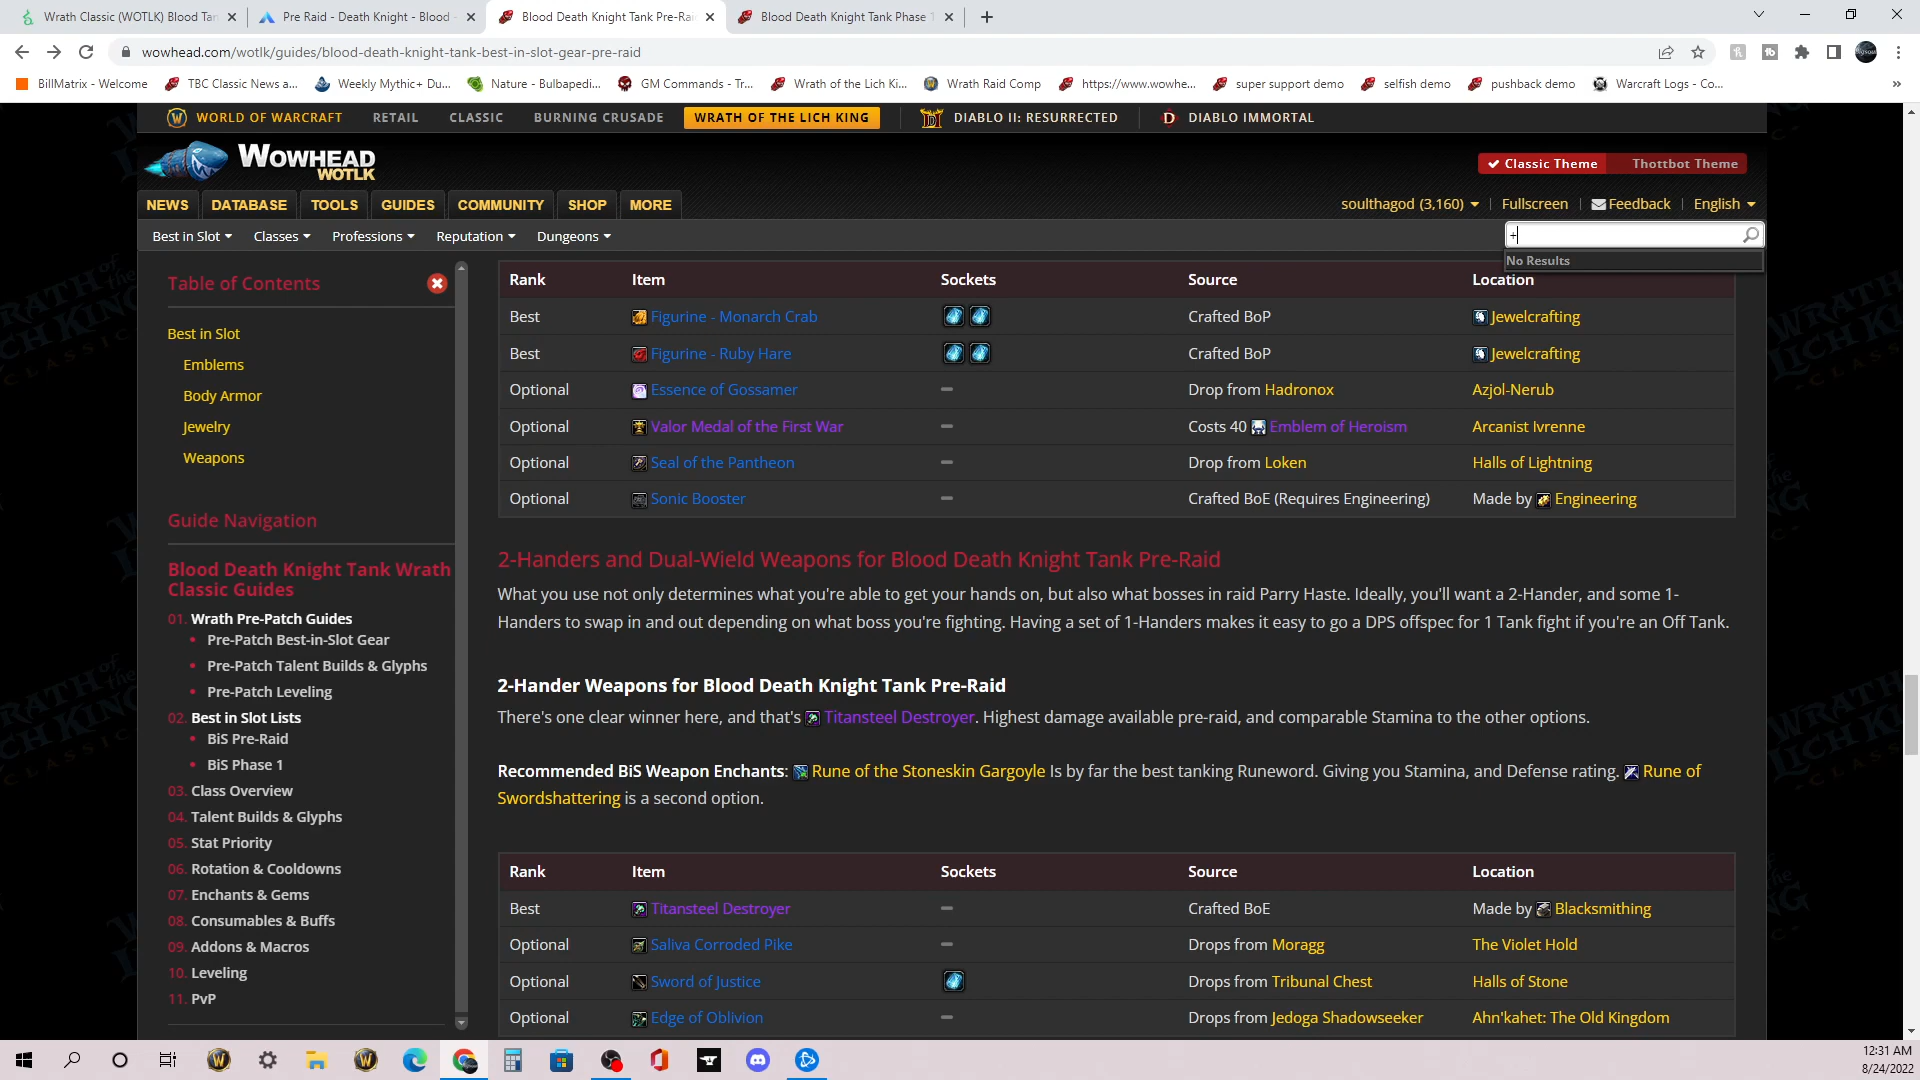 Wrath Classic (WOTLK) Blood Tan
Pre Raid - Death Knight - Blood -
Blood Death Knight Tank Pre-Rai
Blood Death Knight Tank Phase 1
wowhead.com/wotlk/guides/blood-death-knight-tank-best-in-slot-gear-pre-raid
BillMatrix - Welcome
TBC Classic News a...
Weekly Mythic+ Du...
Nature - Bulbapedi...
GM Commands - Tr...
Wrath of the Lich Ki...
Wrath Raid Comp
https://www.wowhe...
super support demo
selfish demo
pushback demo
Warcraft Logs - Co...
WORLD OF WARCRAFT RETAIL CLASSIC BURNING CRUSADE WRATH OF THE LICH KING DIABLO II: RESURRECTED DIABLO IMMORTAL
WOWHEAD
WOTLK
Classic Theme Thottbot Theme
NEWS DATABASE TOOLS GUIDES COMMUNITY SHOP MORE
soulthagod (3,160) | Fullscreen | Feedback | English
Best in Slot Classes Professions Reputation Dungeons
+
No Results
Table of Contents
Best in Slot
Emblems
Body Armor
Jewelry
Weapons
Guide Navigation
Blood Death Knight Tank Wrath
Classic Guides
01. Wrath Pre-Patch Guides
• Pre-Patch Best-in-Slot Gear
• Pre-Patch Talent Builds & Glyphs
• Pre-Patch Leveling
02. Best in Slot Lists
• BiS Pre-Raid
• BiS Phase 1
03. Class Overview
04. Talent Builds & Glyphs
05. Stat Priority
06. Rotation & Cooldowns
07. Enchants & Gems
08. Consumables & Buffs
09. Addons & Macros
10. Leveling
11. PvP
Rank Item Sockets Source Location
Best Figurine - Monarch Crab Crafted BoP Jewelcrafting
Best Figurine - Ruby Hare Crafted BoP Jewelcrafting
Optional Essence of Gossamer – Drop from Hadronox Azjol-Nerub
Optional Valor Medal of the First War – Costs 40 Emblem of Heroism Arcanist Ivrenne
Optional Seal of the Pantheon – Drop from Loken Halls of Lightning
Optional Sonic Booster – Crafted BoE (Requires Engineering) Made by Engineering
2-Handers and Dual-Wield Weapons for Blood Death Knight Tank Pre-Raid
What you use not only determines what you're able to get your hands on, but also what bosses in raid Parry Haste. Ideally, you'll want a 2-Hander, and some 1-
Handers to swap in and out depending on what boss you're fighting. Having a set of 1-Handers makes it easy to go a DPS offspec for 1 Tank fight if you're an Off Tank.
2-Hander Weapons for Blood Death Knight Tank Pre-Raid
There's one clear winner here, and that's Titansteel Destroyer. Highest damage available pre-raid, and comparable Stamina to the other options.
Recommended BiS Weapon Enchants: Rune of the Stoneskin Gargoyle Is by far the best tanking Runeword. Giving you Stamina, and Defense rating. Rune of
Swordshattering is a second option.
Rank Item Sockets Source Location
Best Titansteel Destroyer – Crafted BoE Made by Blacksmithing
Optional Saliva Corroded Pike – Drops from Moragg The Violet Hold
Optional Sword of Justice Drops from Tribunal Chest Halls of Stone
Optional Edge of Oblivion – Drops from Jedoga Shadowseeker Ahn'kahet: The Old Kingdom
12:31 AM
8/24/2022